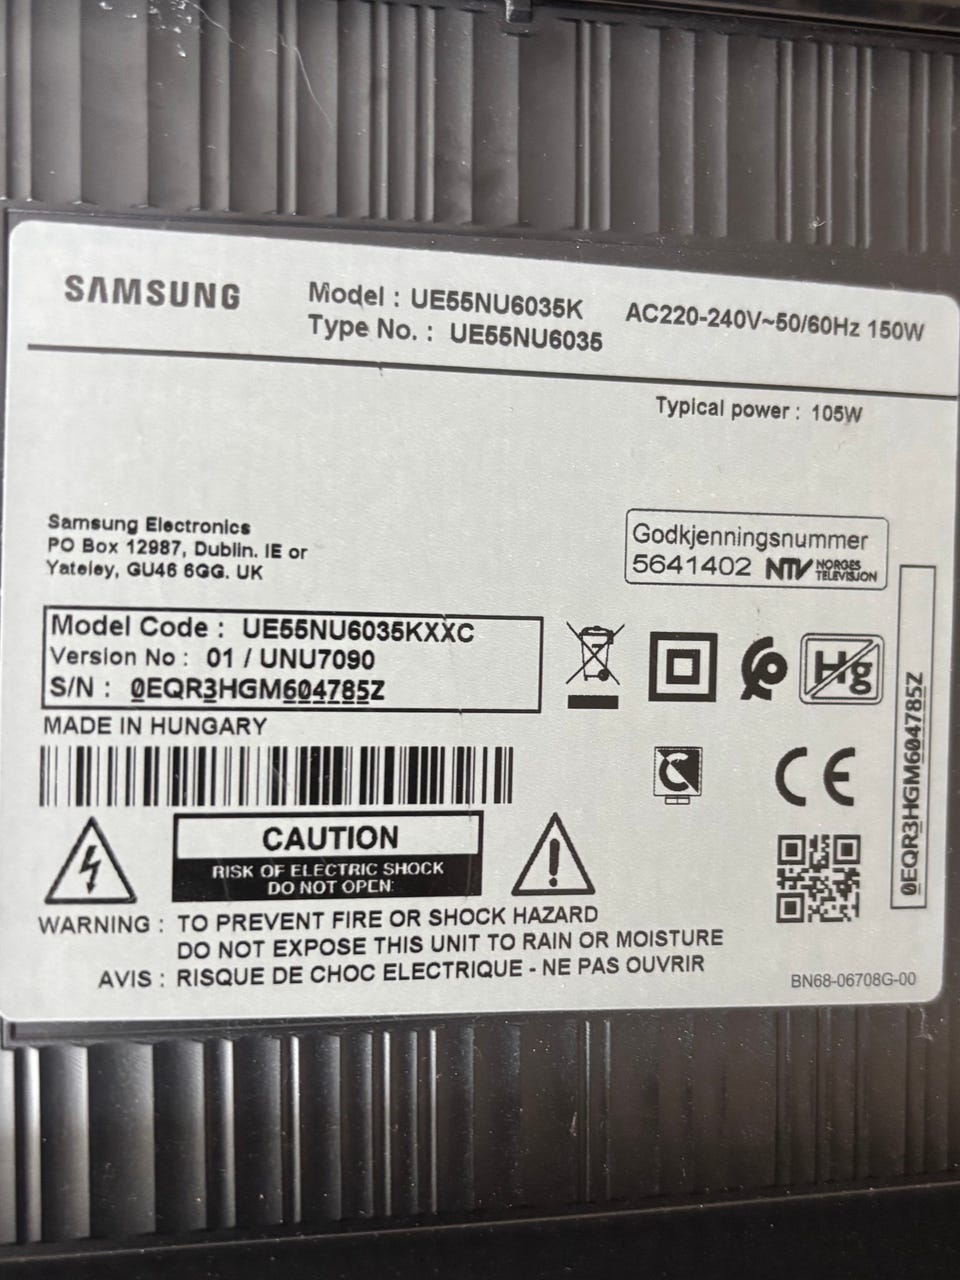 SAMSUNG
Model : UE55NU6035K
Type No. : UE55NU6035
AC220-240V~50/60Hz 150W
Typical power : 105W
Samsung Electronics
PO Box 12987, Dublin. IE or
Yateley, GU46 6GG. UK
Godkjenningsnummer
5641402 NTV NORGES
TELEVISJON
Model Code : UE55NU6035KXXC
Version No : 01 / UNU7090
S/N : 0EQR3HGM604785Z
MADE IN HUNGARY
Hg
CE
0EQR3HGM604785Z
CAUTION
RISK OF ELECTRIC SHOCK
DO NOT OPEN
WARNING : TO PREVENT FIRE OR SHOCK HAZARD
DO NOT EXPOSE THIS UNIT TO RAIN OR MOISTURE
AVIS : RISQUE DE CHOC ELECTRIQUE - NE PAS OUVRIR
BN68-06708G-00